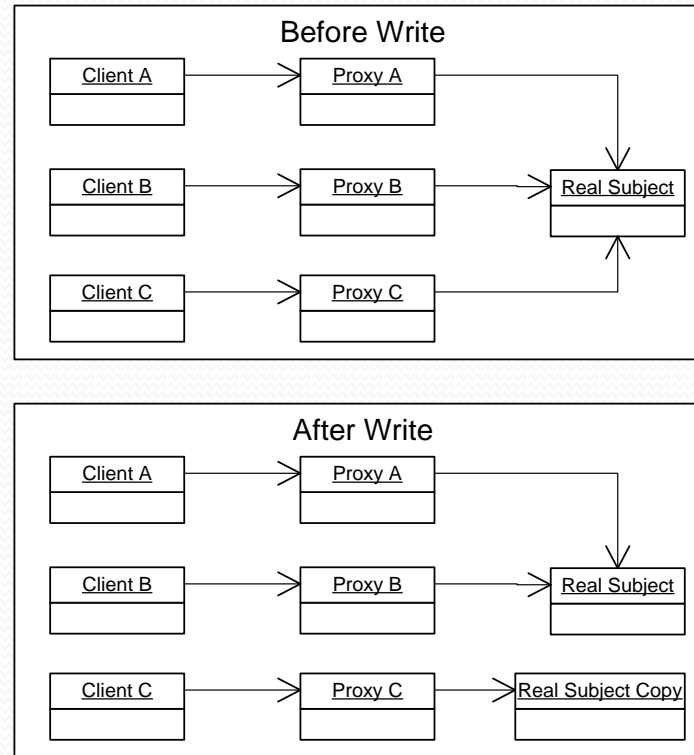 Before Write
Client A
Proxy A
Client B
Proxy B
Real Subject
Client C
Proxy C
After Write
Client A
Proxy A
Client B
Proxy B
Real Subject
Client C
Proxy C
Real Subject Copy